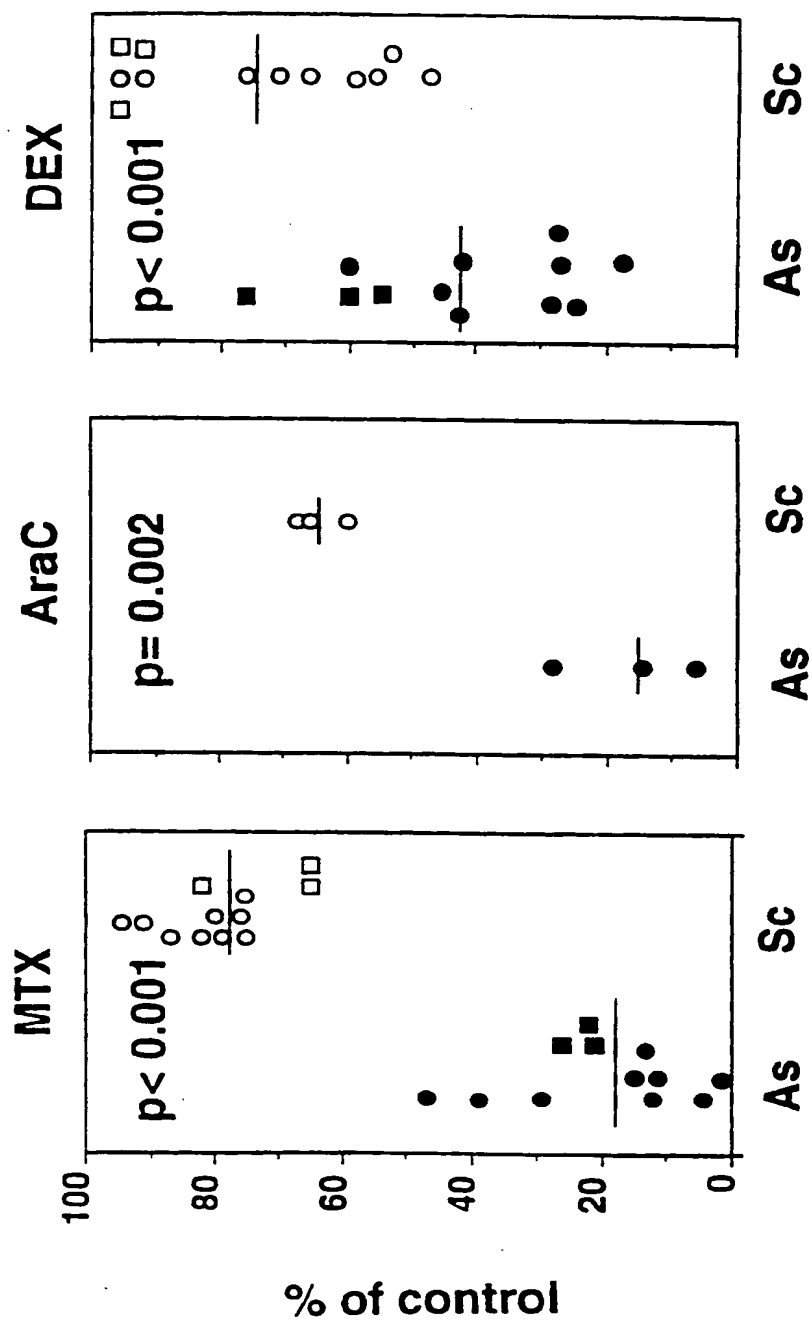 MTX
AraC
DEX
p< 0.001
p= 0.002
p< 0.001
% of control
100
80
60
40
20
0
As
Sc
As
Sc
As
Sc